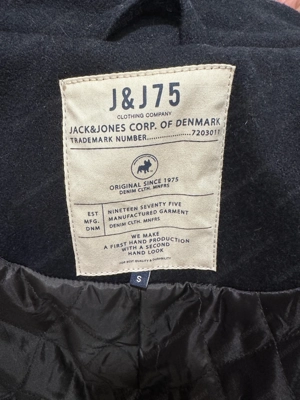 J&J75
CLOTHING COMPANY
JACK&JONES CORP. OF DENMARK
TRADEMARK NUMBER....................7203011
ORIGINAL SINCE 1975
DENIM CLTH. MNFRS
EST NINETEEN SEVENTY FIVE
MFG. MANUFACTURED GARMENT
DNM DENIM CLTH. MNFRS.
WE MAKE
A FIRST HAND PRODUCTION
WITH A SECOND
HAND LOOK
S